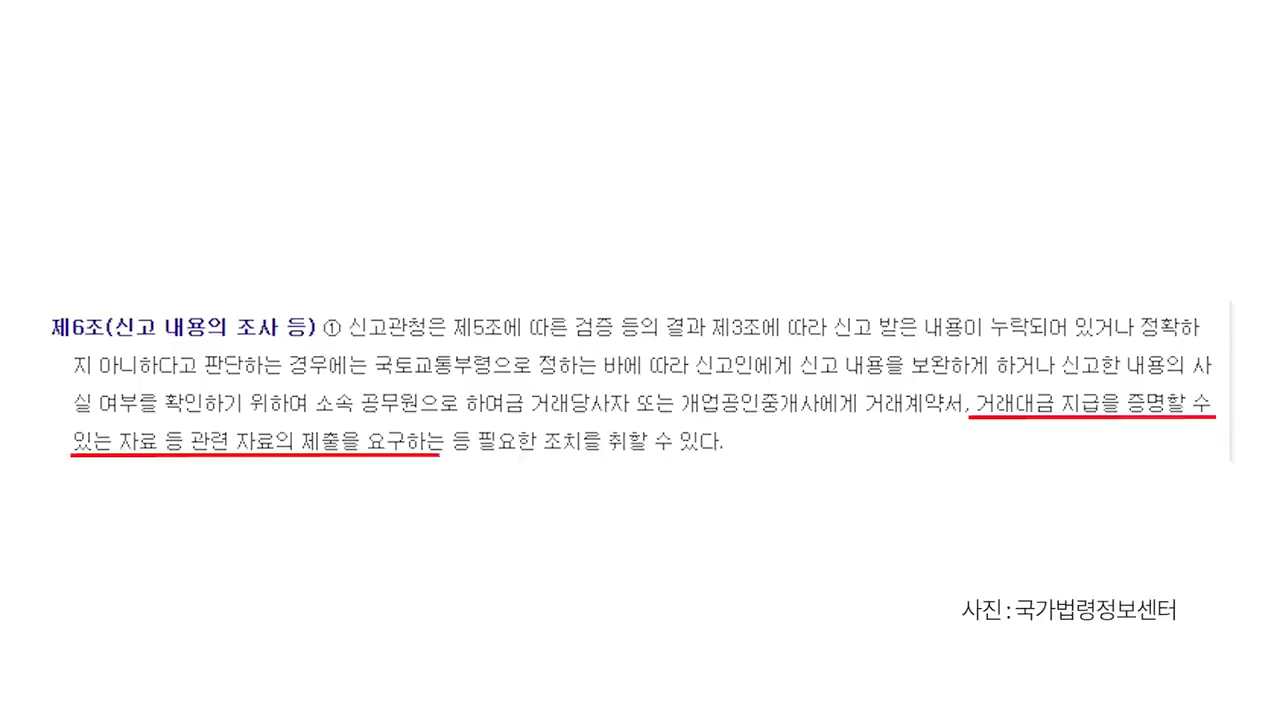 제6조(신고 내용의 조사 등) ① 신고관청은 제5조에 따른 검증 등의 결과 제3조에 따라 신고 받은 내용이 누락되어 있거나 정확하
지 아니하다고 판단하는 경우에는 국토교통부령으로 정하는 바에 따라 신고인에게 신고 내용을 보완하게 하거나 신고한 내용의 사
실 여부를 확인하기 위하여 소속 공무원으로 하여금 거래당사자 또는 개업공인중개사에게 거래계약서, 거래대금 지급을 증명할 수
있는 자료 등 관련 자료의 제출을 요구하는 등 필요한 조치를 취할 수 있다.
사진 : 국가법령정보센터